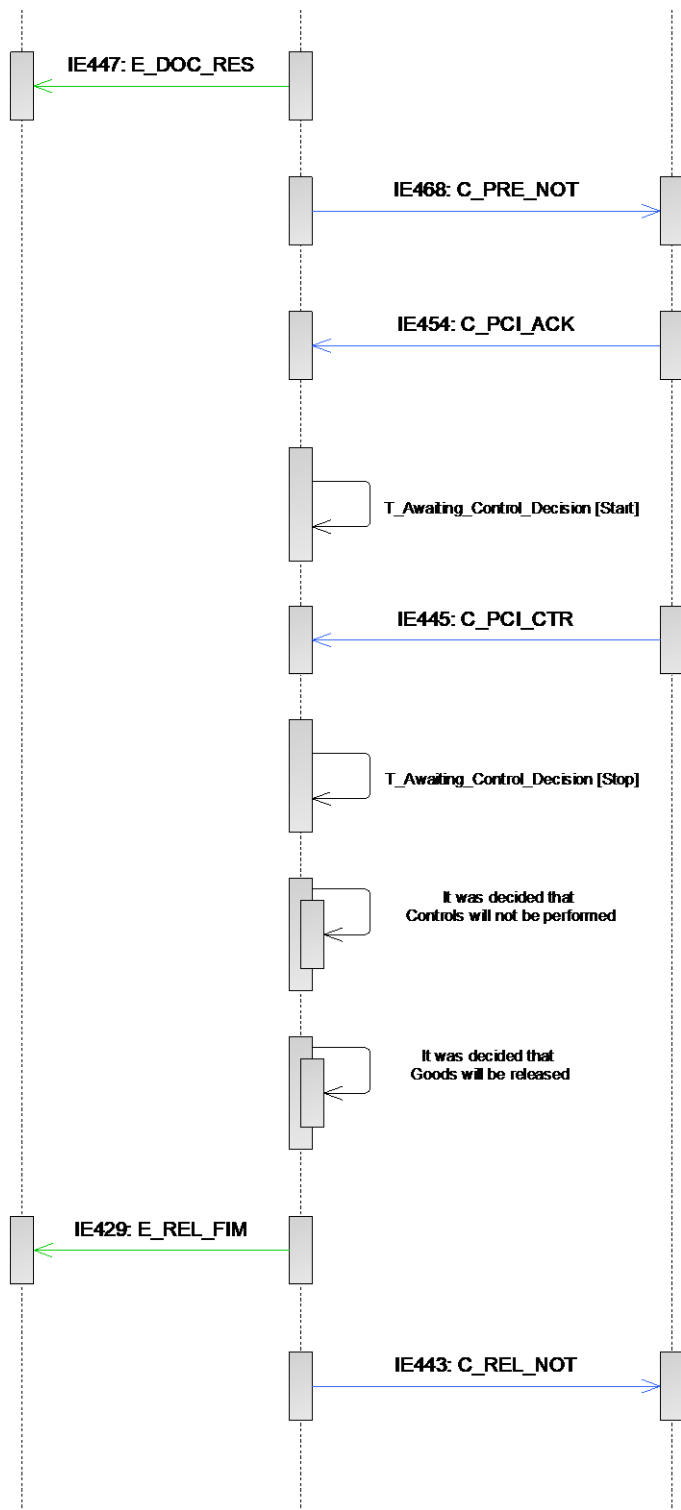 IE447: E_DOC_RES
IE468: C_PRE_NOT
IE454: C_PCI_ACK
T_Awaiting_Control_Decision [Start]
IE445: C_PCI_CTR
T_Awaiting_Control_Decision [Stop]
It was decided that
Controls will not be performed
It was decided that
Goods will be released
IE429: E_REL_FIM
IE443: C_REL_NOT